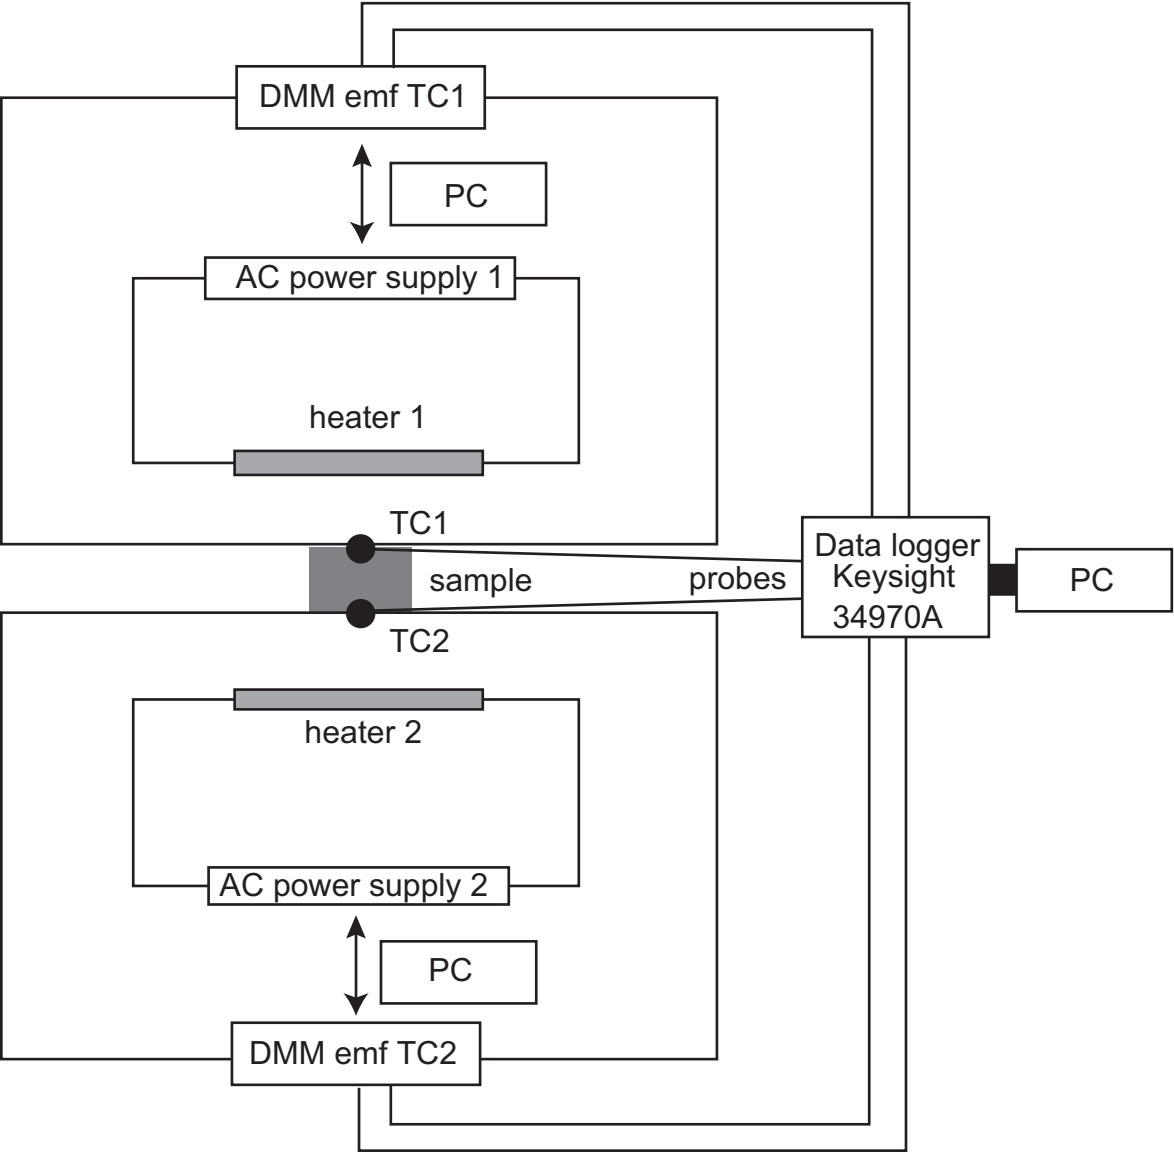 DMM emf TC1
PC
AC power supply 1
heater 1
TC1
sample
probes
Data logger
Keysight
34970A
PC
TC2
heater 2
AC power supply 2
PC
DMM emf TC2